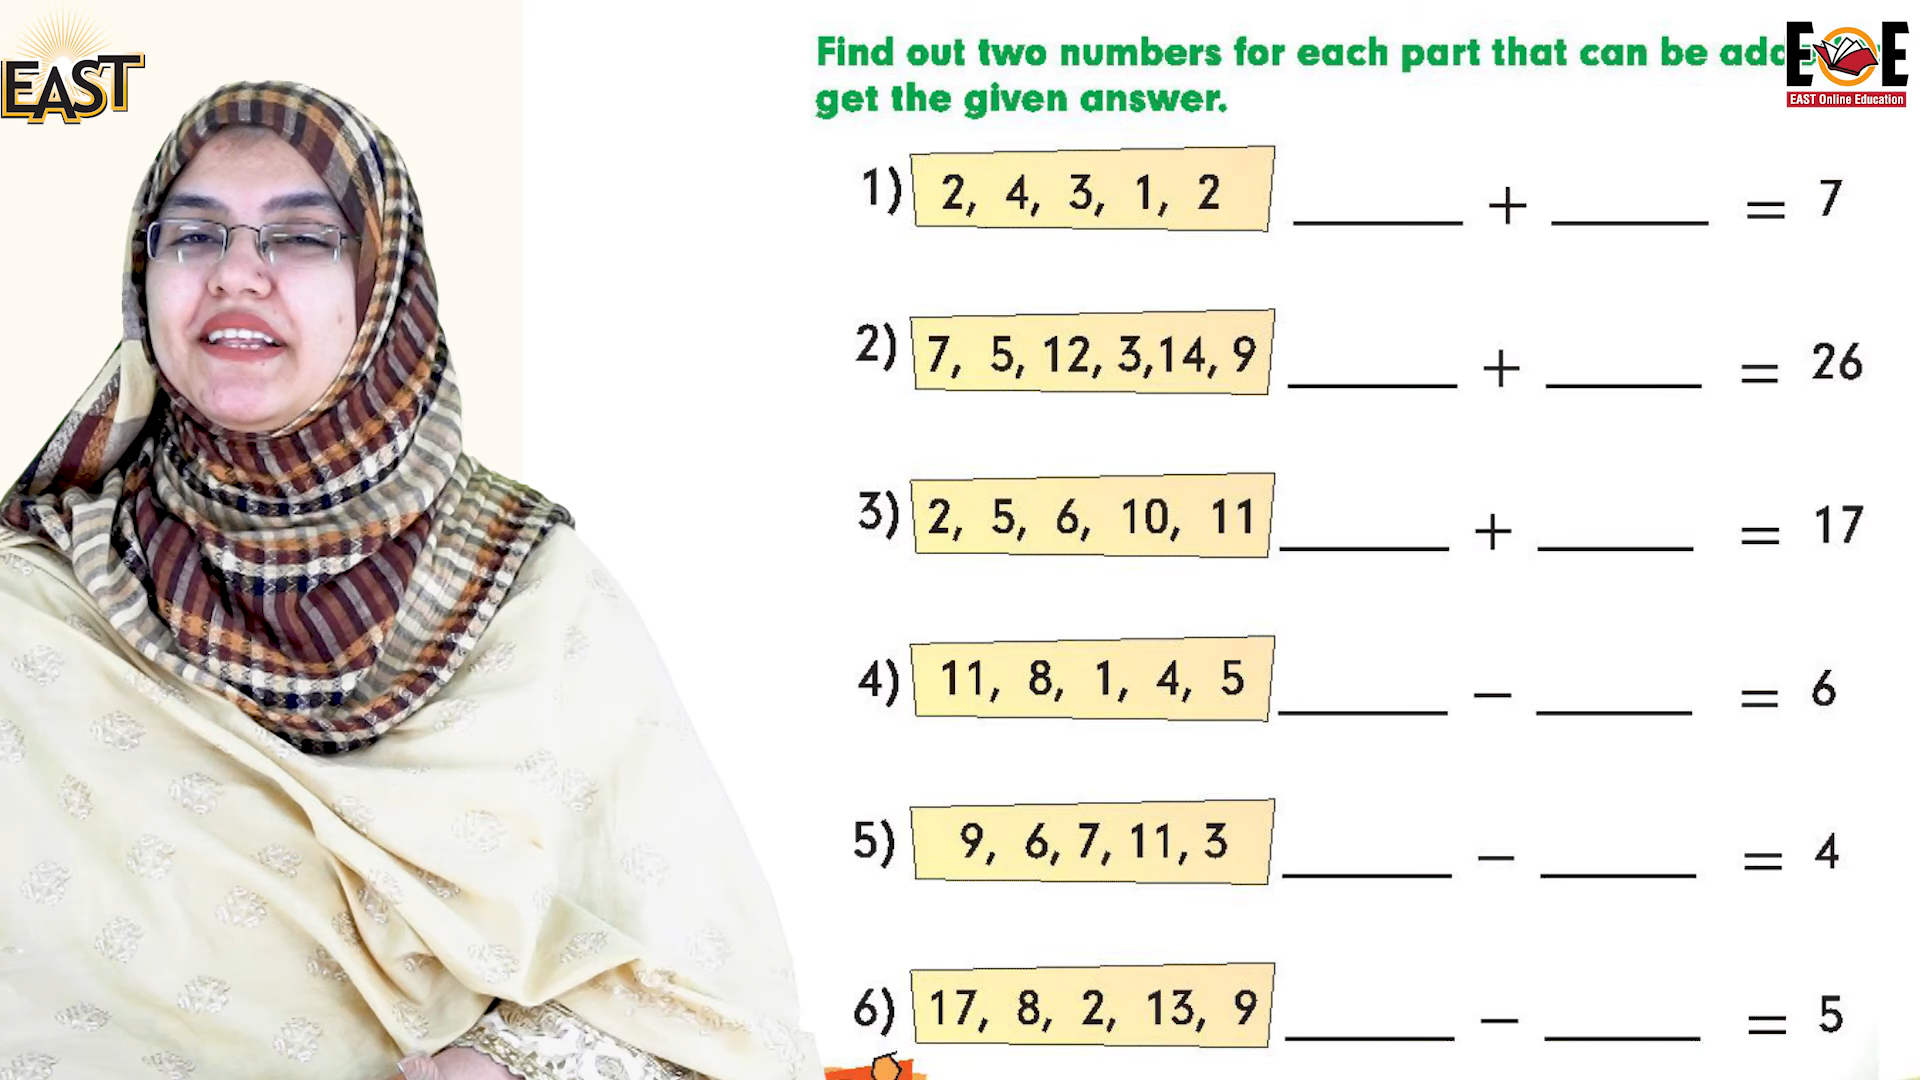 EAST
EOE
EAST Online Education
Find out two numbers for each part that can be
get the given answer.
1) 2, 4, 3, 1, 2 ______ + ______ = 7
2) 7, 5, 12, 3,14, 9 ______ + ______ = 26
3) 2, 5, 6, 10, 11 ______ + ______ = 17
4) 11, 8, 1, 4, 5 ______ – ______ = 6
5) 9, 6, 7, 11, 3 ______ – ______ = 4
6) 17, 8, 2, 13, 9 ______ – ______ = 5